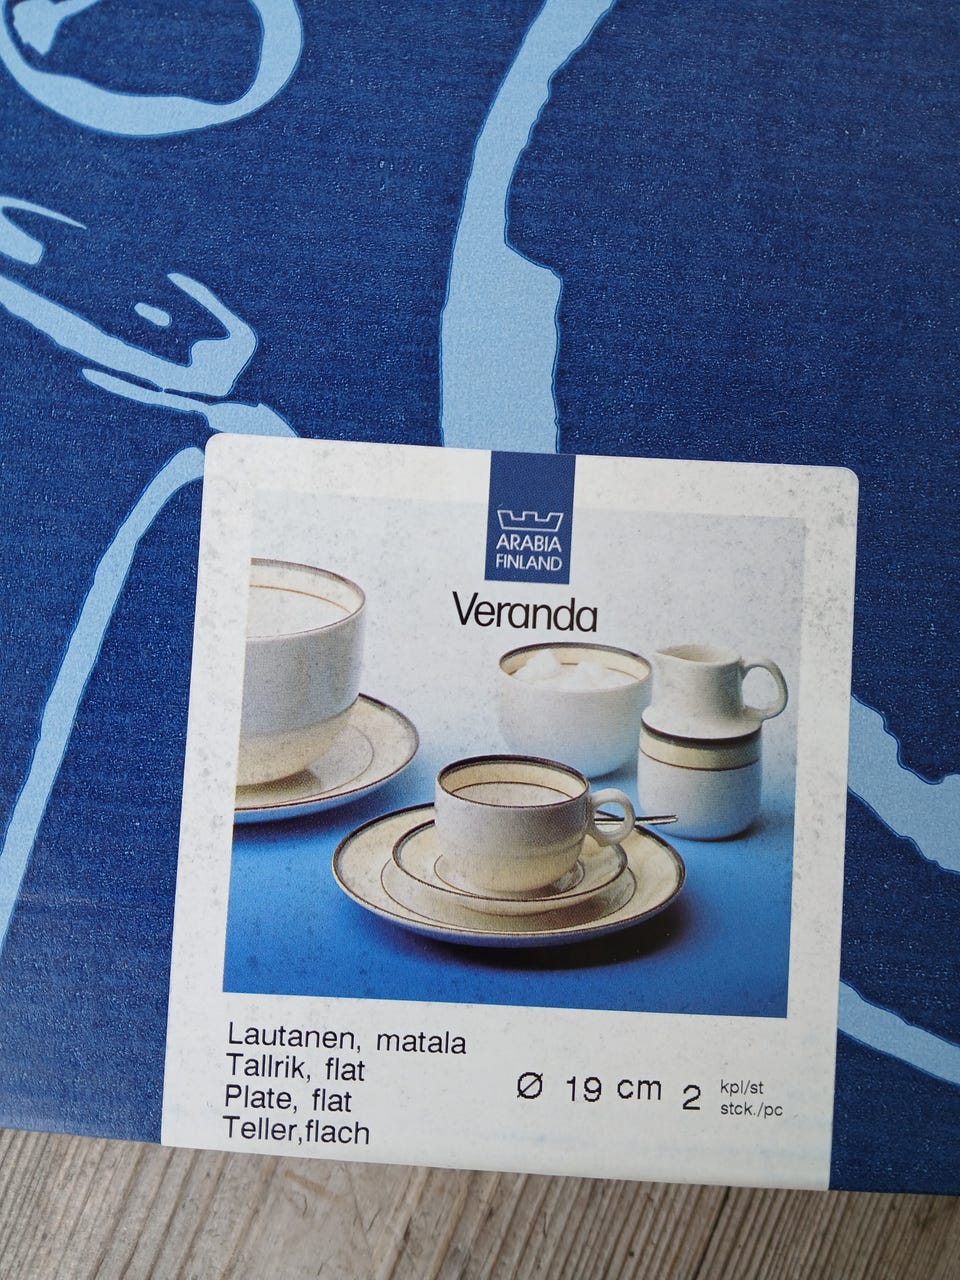 ARABIA
FINLAND
Veranda
Lautanen, matala
Tallrik, flat
Plate, flat
Teller,flach
Ø 19 cm 2 kpl/st
stck./pc